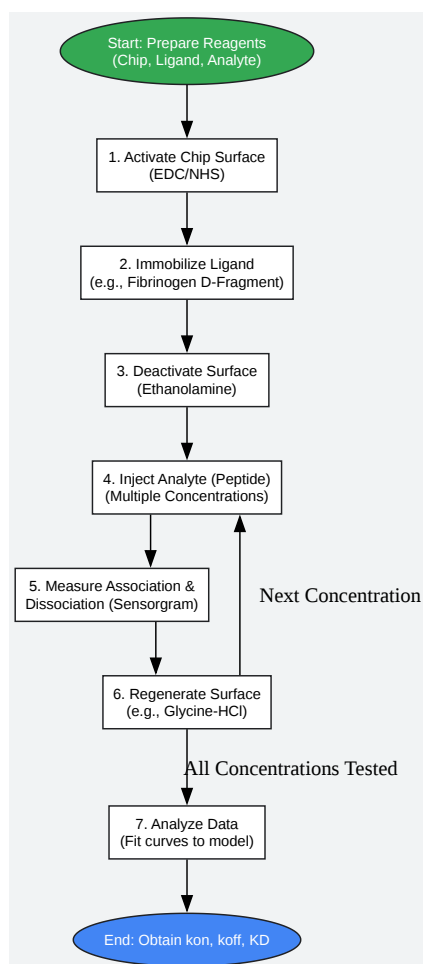 Start: Prepare Reagents
(Chip, Ligand, Analyte)
1. Activate Chip Surface
(EDC/NHS)
2. Immobilize Ligand
(e.g., Fibrinogen D-Fragment)
3. Deactivate Surface
(Ethanolamine)
4. Inject Analyte (Peptide)
(Multiple Concentrations)
5. Measure Association &
Dissociation (Sensorgram)
Next Concentration
6. Regenerate Surface
(e.g., Glycine-HCl)
All Concentrations Tested
7. Analyze Data
(Fit curves to model)
End: Obtain kon, koff, KD